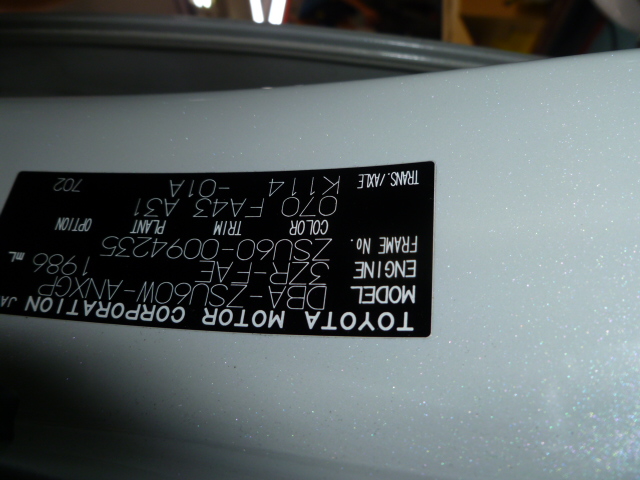 TOYOTA MOTOR CORPORATION JA
MODEL DBA-ZSU60W-ANXGP
ENGINE 3ZR-FAE 1986 mL
FRAME No. ZSU60-0094235
COLOR TRIM PLANT OPTION
070 FA43 A31
TRANS./AXLE K114 -01A 702